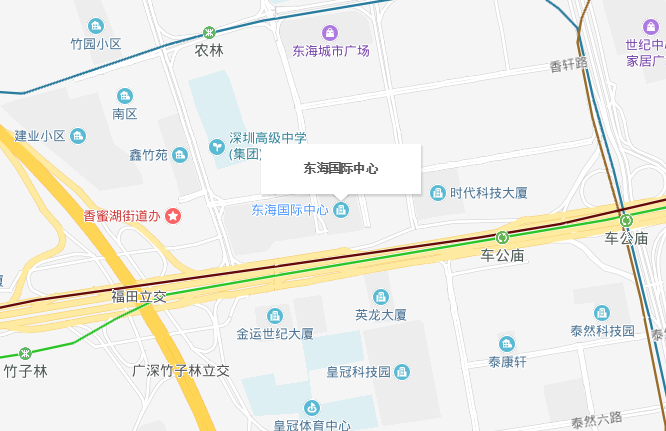 竹园小区
农林
东海城市广场
世纪中心
家居广
香轩路
南区
建业小区
鑫竹苑
深圳高级中学
(集团)
东海国际中心
时代科技大厦
东海国际中心
香蜜湖街道办
车公庙
车公庙
厦
福田立交
英龙大厦
金运世纪大厦
泰然科技园
泰然
泰康轩
竹子林
广深竹子林立交
皇冠科技园
泰然六路
皇冠体育中心